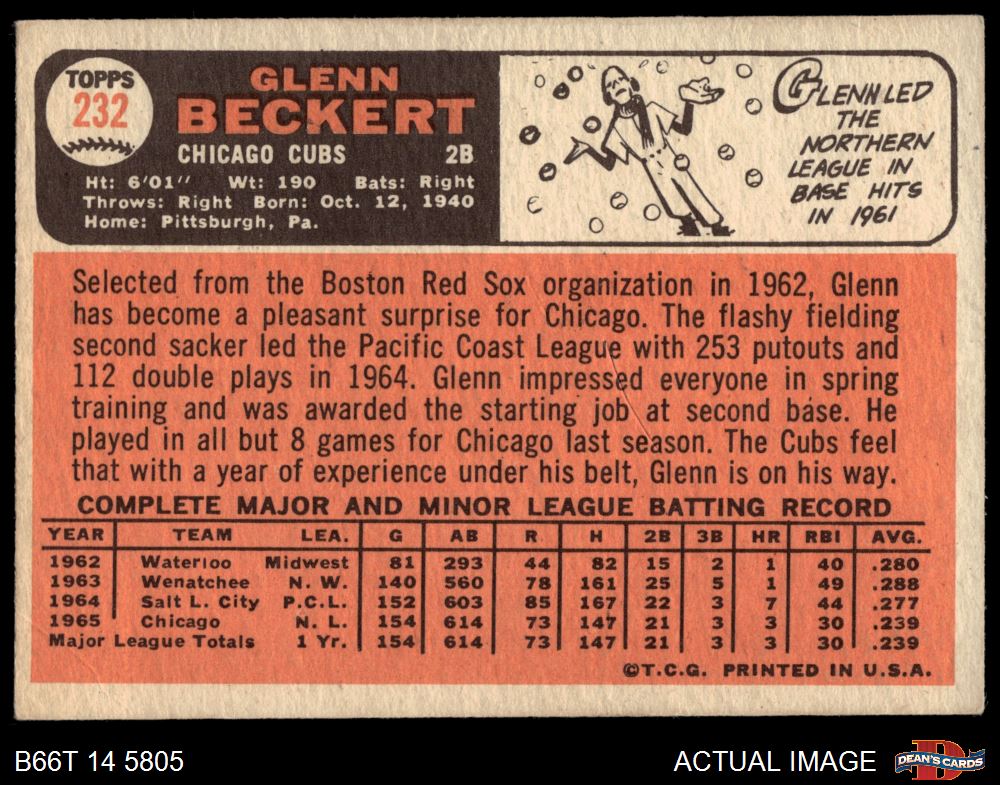 TOPPS
232
GLENN
BECKERT
CHICAGO CUBS 2B
Ht: 6'01" Wt: 190 Bats: Right
Throws: Right Born: Oct. 12, 1940
Home: Pittsburgh, Pa.
GLENN LED
THE
NORTHERN
LEAGUE IN
BASE HITS
IN 1961
Selected from the Boston Red Sox organization in 1962, Glenn
has become a pleasant surprise for Chicago. The flashy fielding
second sacker led the Pacific Coast League with 253 putouts and
112 double plays in 1964. Glenn impressed everyone in spring
training and was awarded the starting job at second base. He
played in all but 8 games for Chicago last season. The Cubs feel
that with a year of experience under his belt, Glenn is on his way.
COMPLETE MAJOR AND MINOR LEAGUE BATTING RECORD
YEAR TEAM LEA. G AB R H 2B 3B HR RBI AVG.
1962 Waterloo Midwest 81 293 44 82 15 2 1 40 .280
1963 Wenatchee N. W. 140 560 78 161 25 5 1 49 .288
1964 Salt L. City P.C.L. 152 603 85 167 22 3 7 44 .277
1965 Chicago N. L. 154 614 73 147 21 3 3 30 .239
Major League Totals 1 Yr. 154 614 73 147 21 3 3 30 .239
©T.C.G. PRINTED IN U.S.A.
B66T 14 5805 ACTUAL IMAGE DEAN'S CARDS